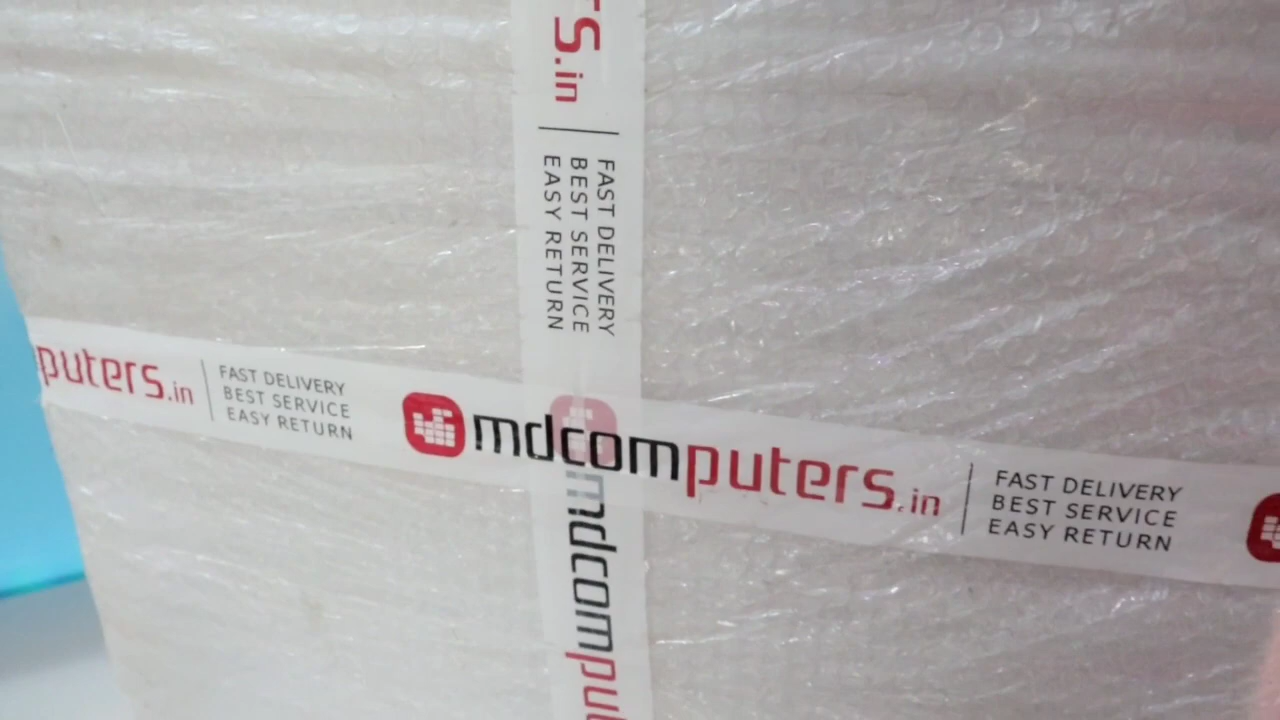 s.in
FAST DELIVERY
BEST SERVICE
EASY RETURN
puters.in
FAST DELIVERY
BEST SERVICE
EASY RETURN
mdcomputers.in
FAST DELIVERY
BEST SERVICE
EASY RETURN
mdcompu